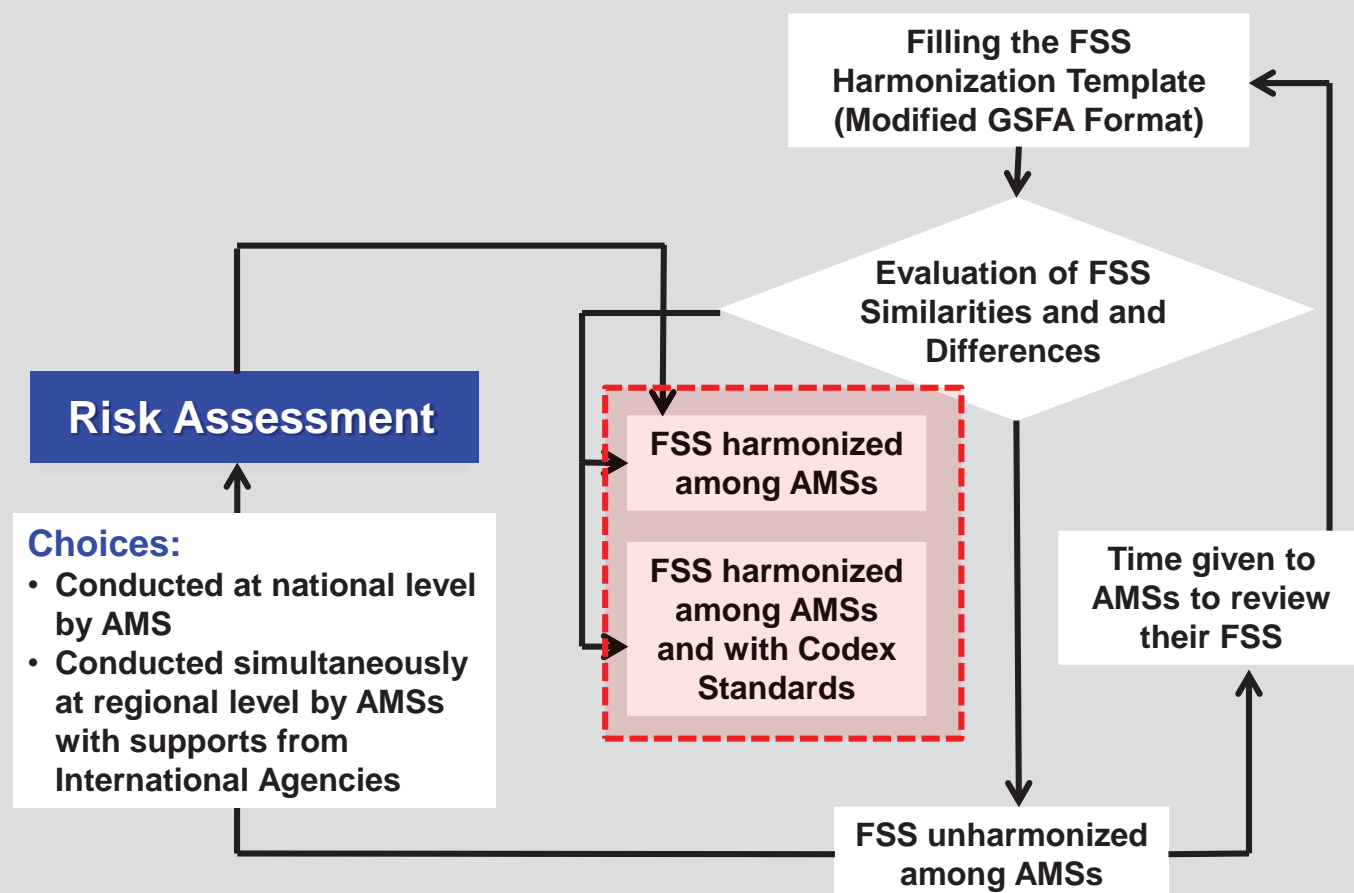 Filling the FSS
Harmonization Template
(Modified GSFA Format)
Evaluation of FSS
Similarities and and
Differences
Risk Assessment
FSS harmonized
among AMSs
Choices:
• Conducted at national level
by AMS
• Conducted simultaneously
at regional level by AMSs
with supports from
International Agencies
FSS harmonized
among AMSs
and with Codex
Standards
Time given to
AMSs to review
their FSS
FSS unharmonized
among AMSs